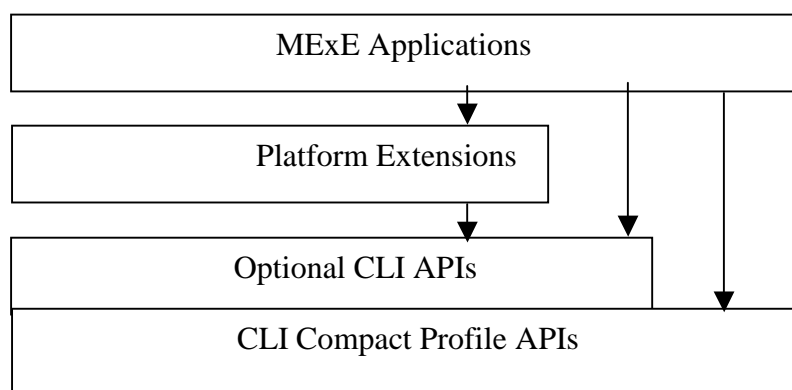 MExE Applications
Platform Extensions
Optional CLI APIs
CLI Compact Profile APIs